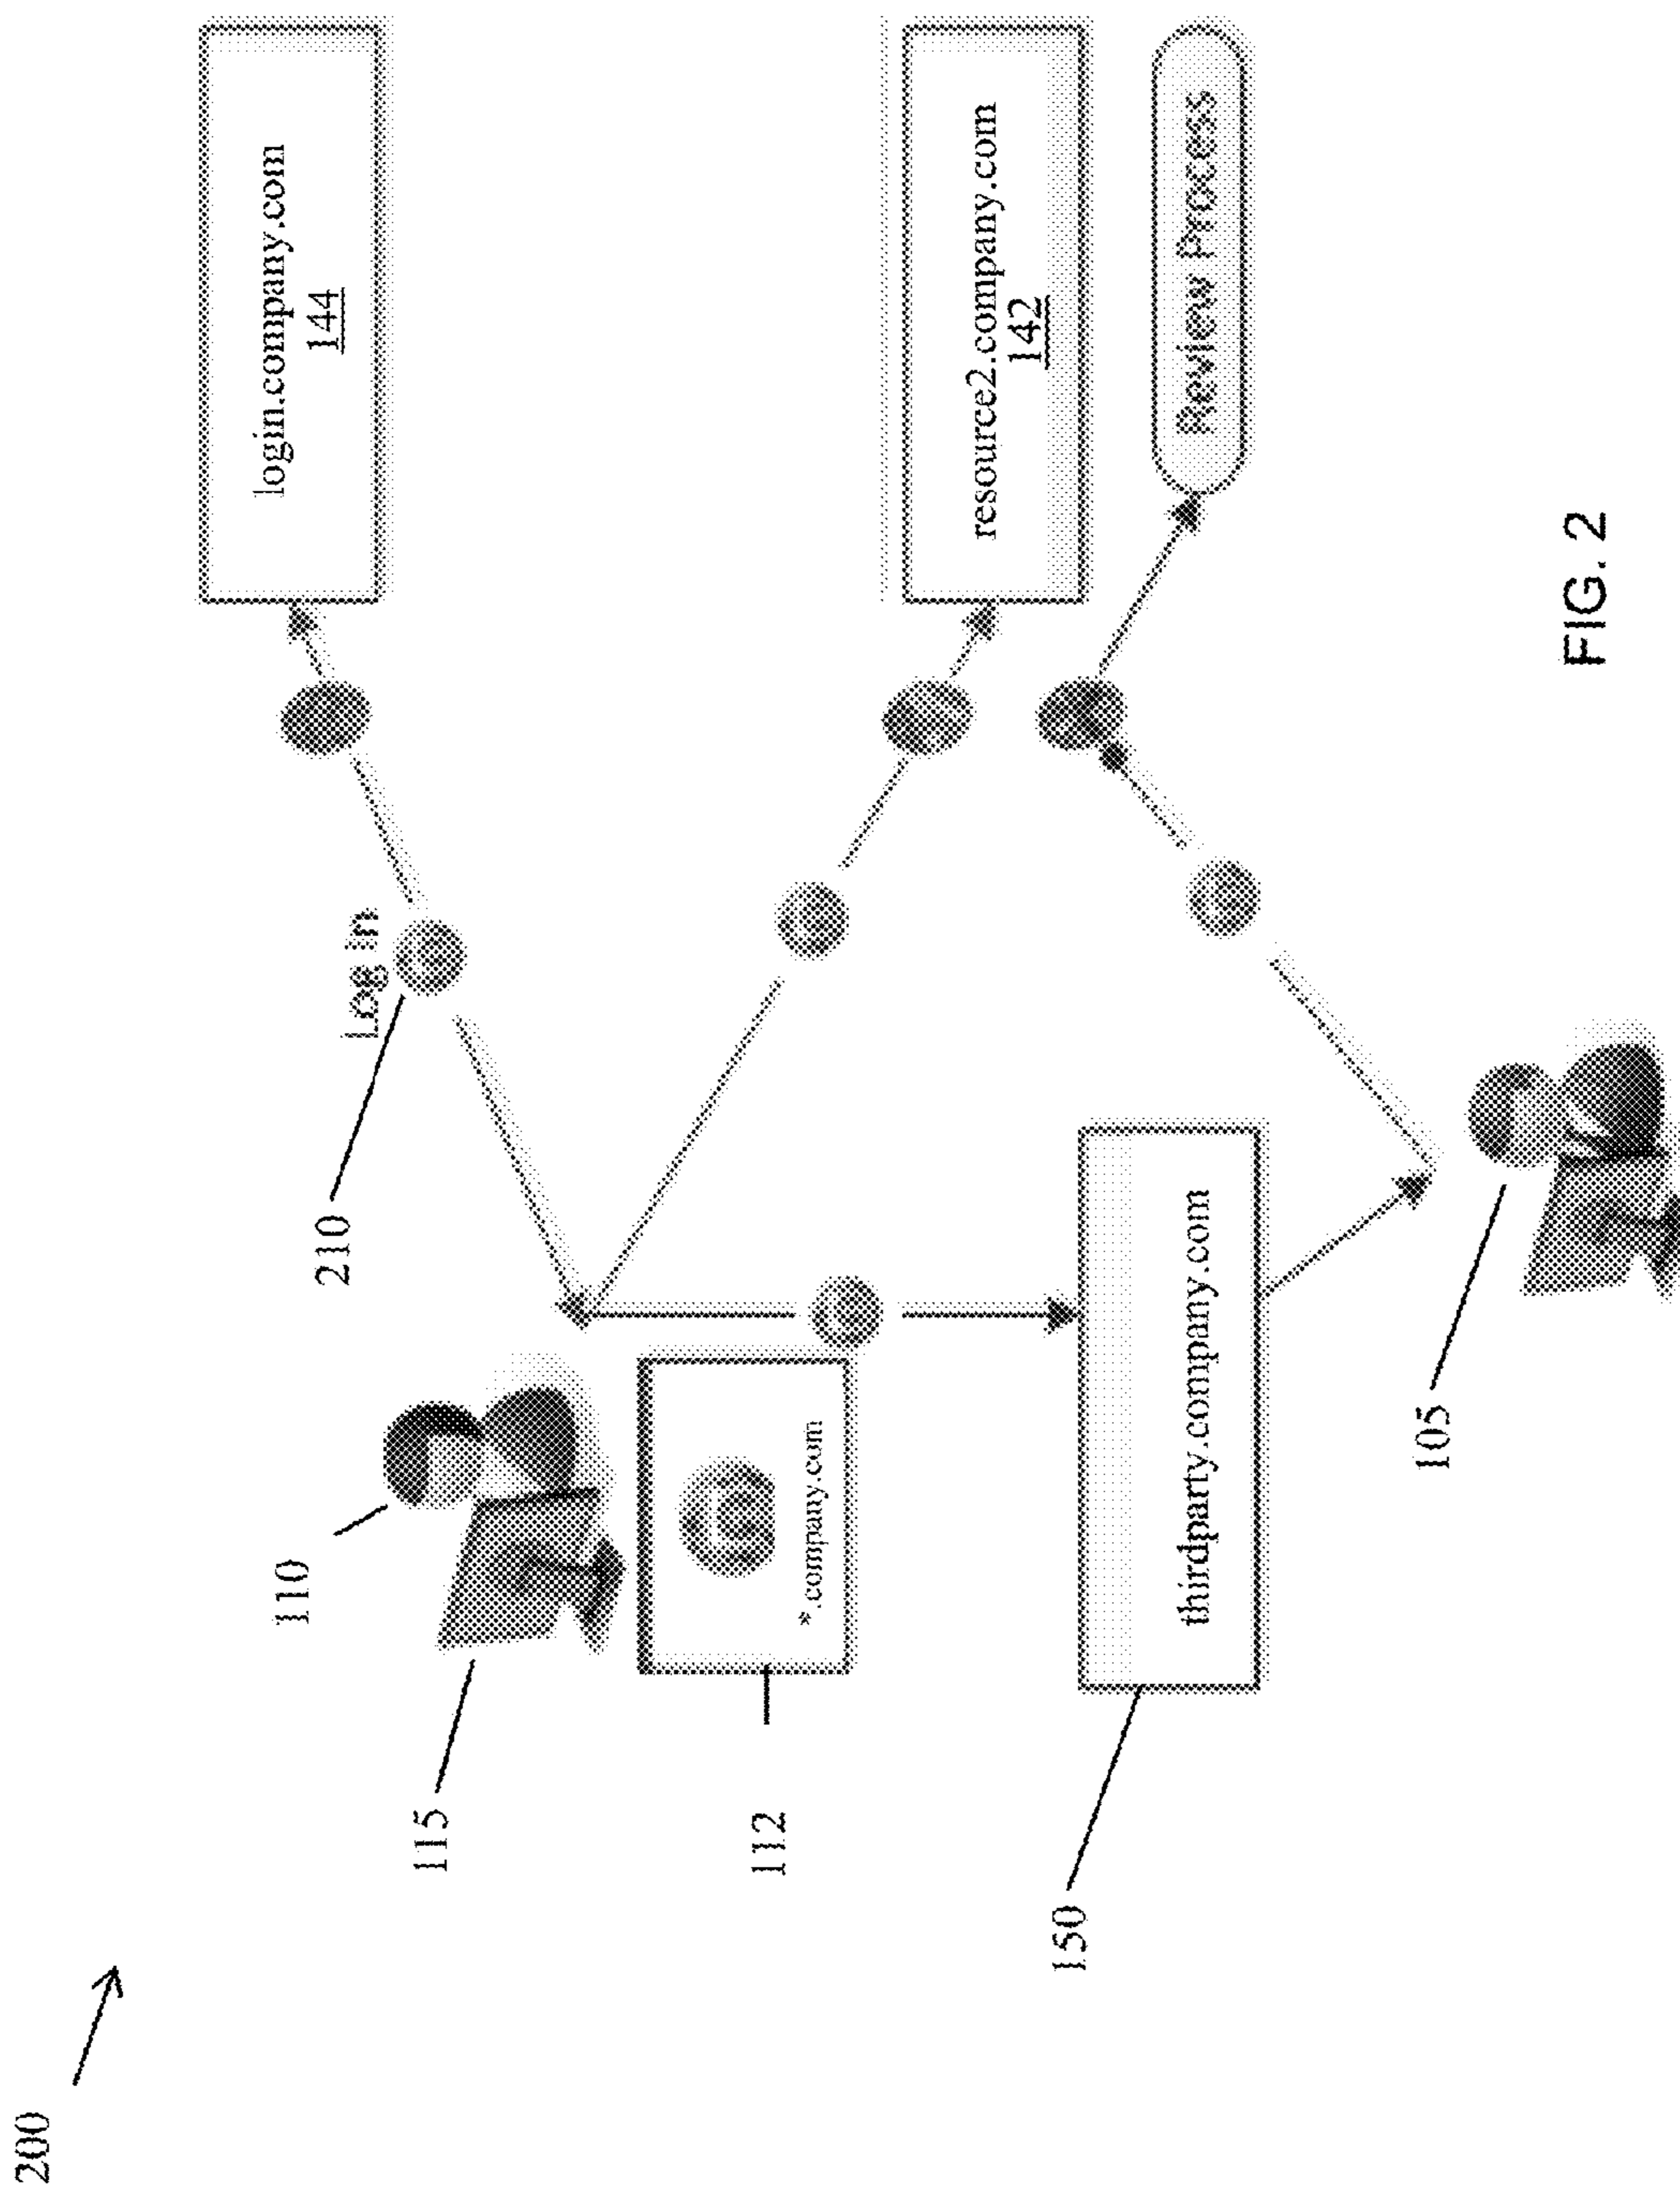 200
login.company.com
144
Log In
210
110
115
*.company.com
112
resource2.company.com
142
Review Process
thirdparty.company.com
150
105
FIG. 2